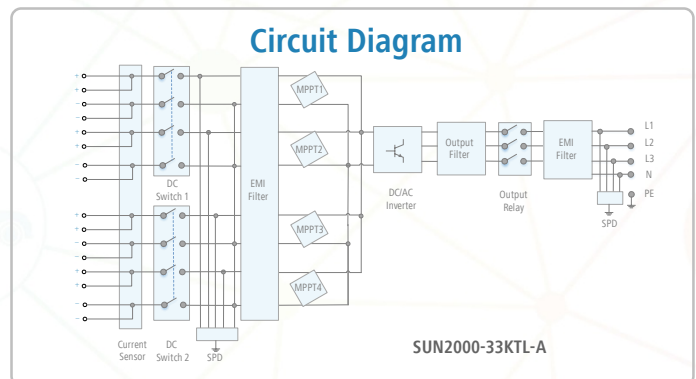 Circuit Diagram
+
+
−
−
+
+
−
−
DC
Switch 1
+
+
−
−
+
+
−
−
Current
Sensor
DC
Switch 2
SPD
EMI
Filter
MPPT1
MPPT2
MPPT3
MPPT4
DC/AC
Inverter
Output
Filter
Output
Relay
EMI
Filter
L1
L2
L3
N
PE
SPD
SUN2000-33KTL-A